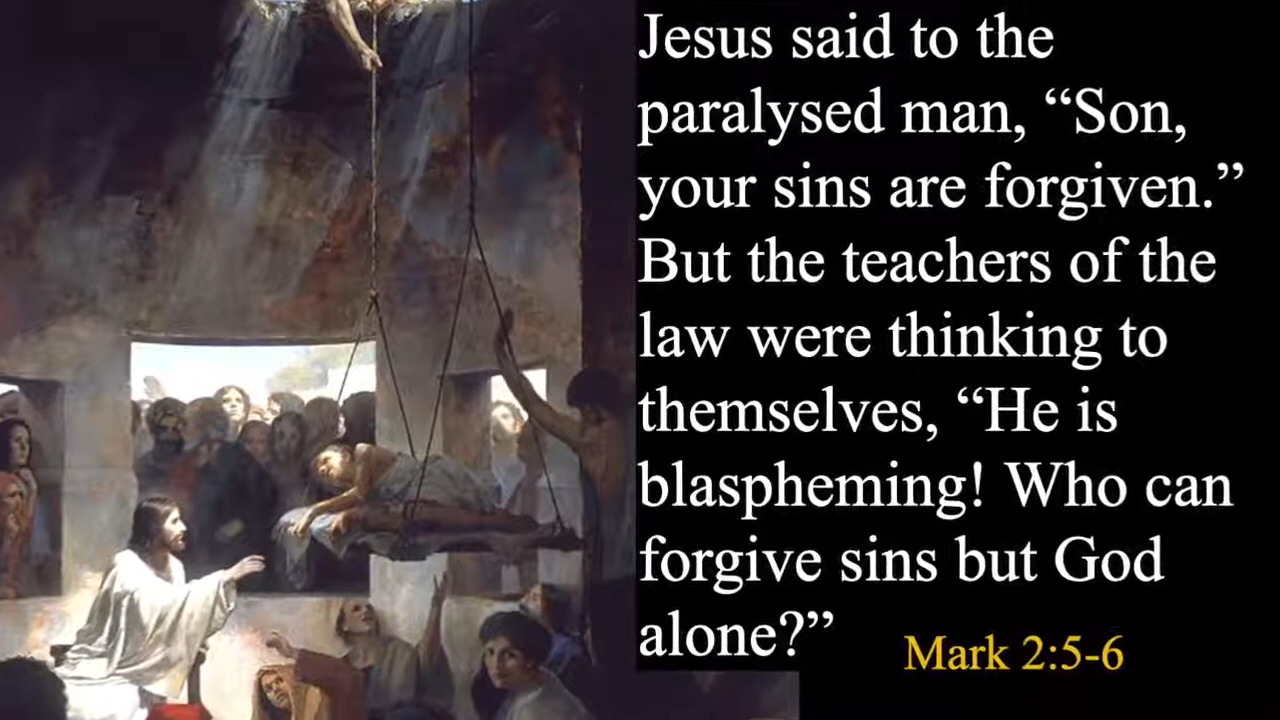 Jesus said to the
paralysed man, “Son,
your sins are forgiven.”
But the teachers of the
law were thinking to
themselves, “He is
blaspheming! Who can
forgive sins but God
alone?”
Mark 2:5-6